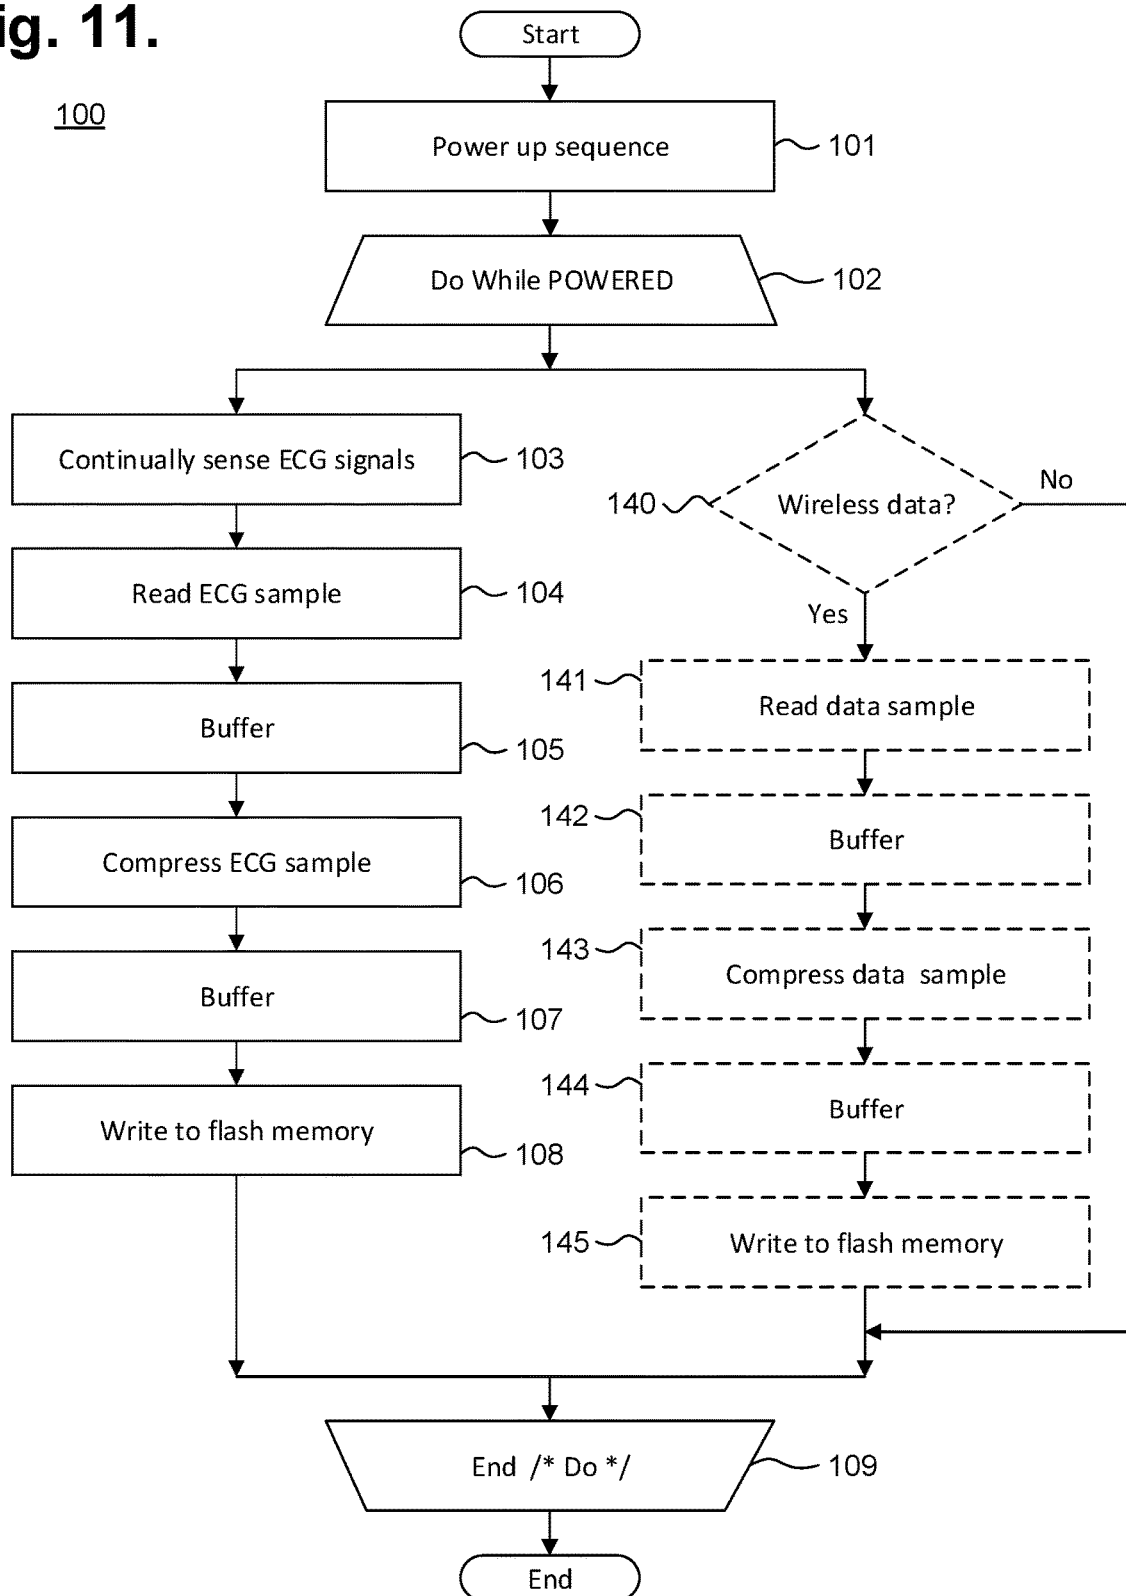 ig. 11.
100
Start
Power up sequence
101
Do While POWERED
102
Continually sense ECG signals
103
Read ECG sample
104
Buffer
105
Compress ECG sample
106
Buffer
107
Write to flash memory
108
140
Wireless data?
No
Yes
141
Read data sample
142
Buffer
143
Compress data sample
144
Buffer
145
Write to flash memory
End /* Do */
109
End